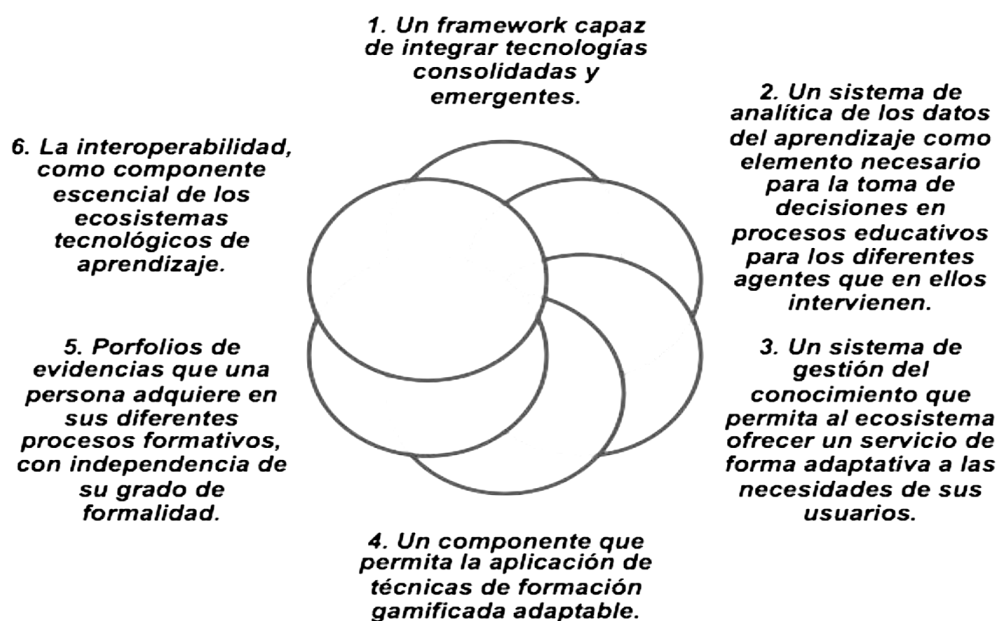 1. Un framework capaz
de integrar tecnologías
consolidadas y
emergentes.
2. Un sistema de
analítica de los datos
del aprendizaje como
elemento necesario
para la toma de
decisiones en
procesos educativos
para los diferentes
agentes que en ellos
intervienen.
3. Un sistema de
gestión del
conocimiento que
permita al ecosistema
ofrecer un servicio de
forma adaptativa a las
necesidades de sus
usuarios.
4. Un componente que
permita la aplicación de
técnicas de formación
gamificada adaptable.
5. Porfolios de
evidencias que una
persona adquiere en
sus diferentes
procesos formativos,
con independencia de
su grado de
formalidad.
6. La interoperabilidad,
como componente
escencial de los
ecosistemas
tecnológicos de
aprendizaje.